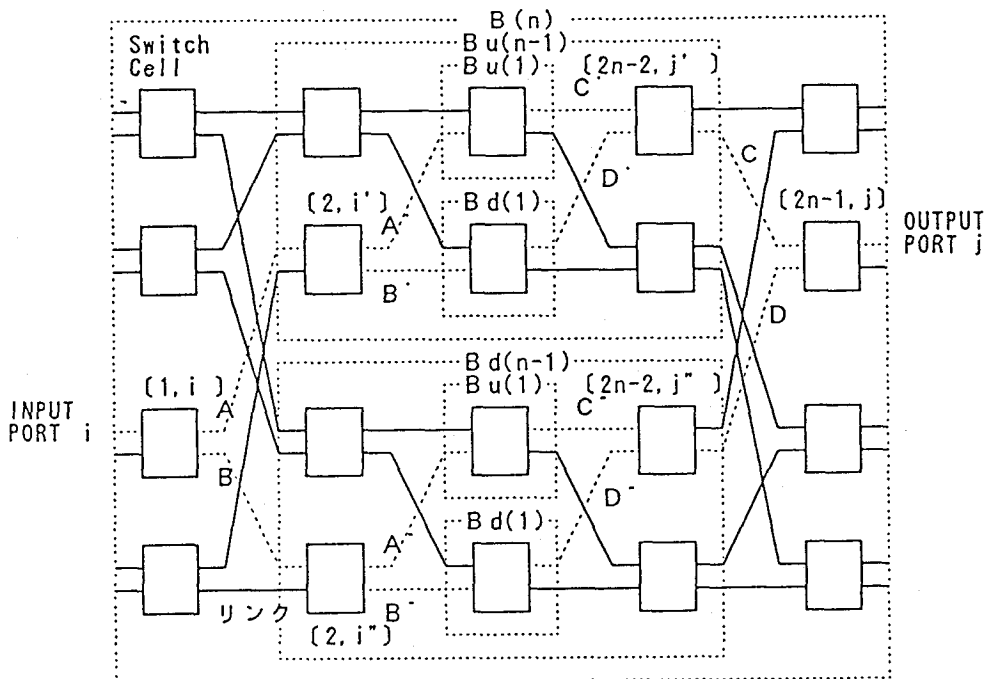 B(n)
Switch
Cell
Bu(n-1)
Bu(1)
[2n-2, j')
C'
C
D'
[2, i')
A'
Bd(1)
[2n-1, j]
OUTPUT
PORT j
B'
D
Bd(n-1)
[1, i ]
Bu(1)
[2n-2, j" ]
INPUT
PORT i
A
C"
B
D"
Bd(1)
A"
リンク
B"
[2, i")